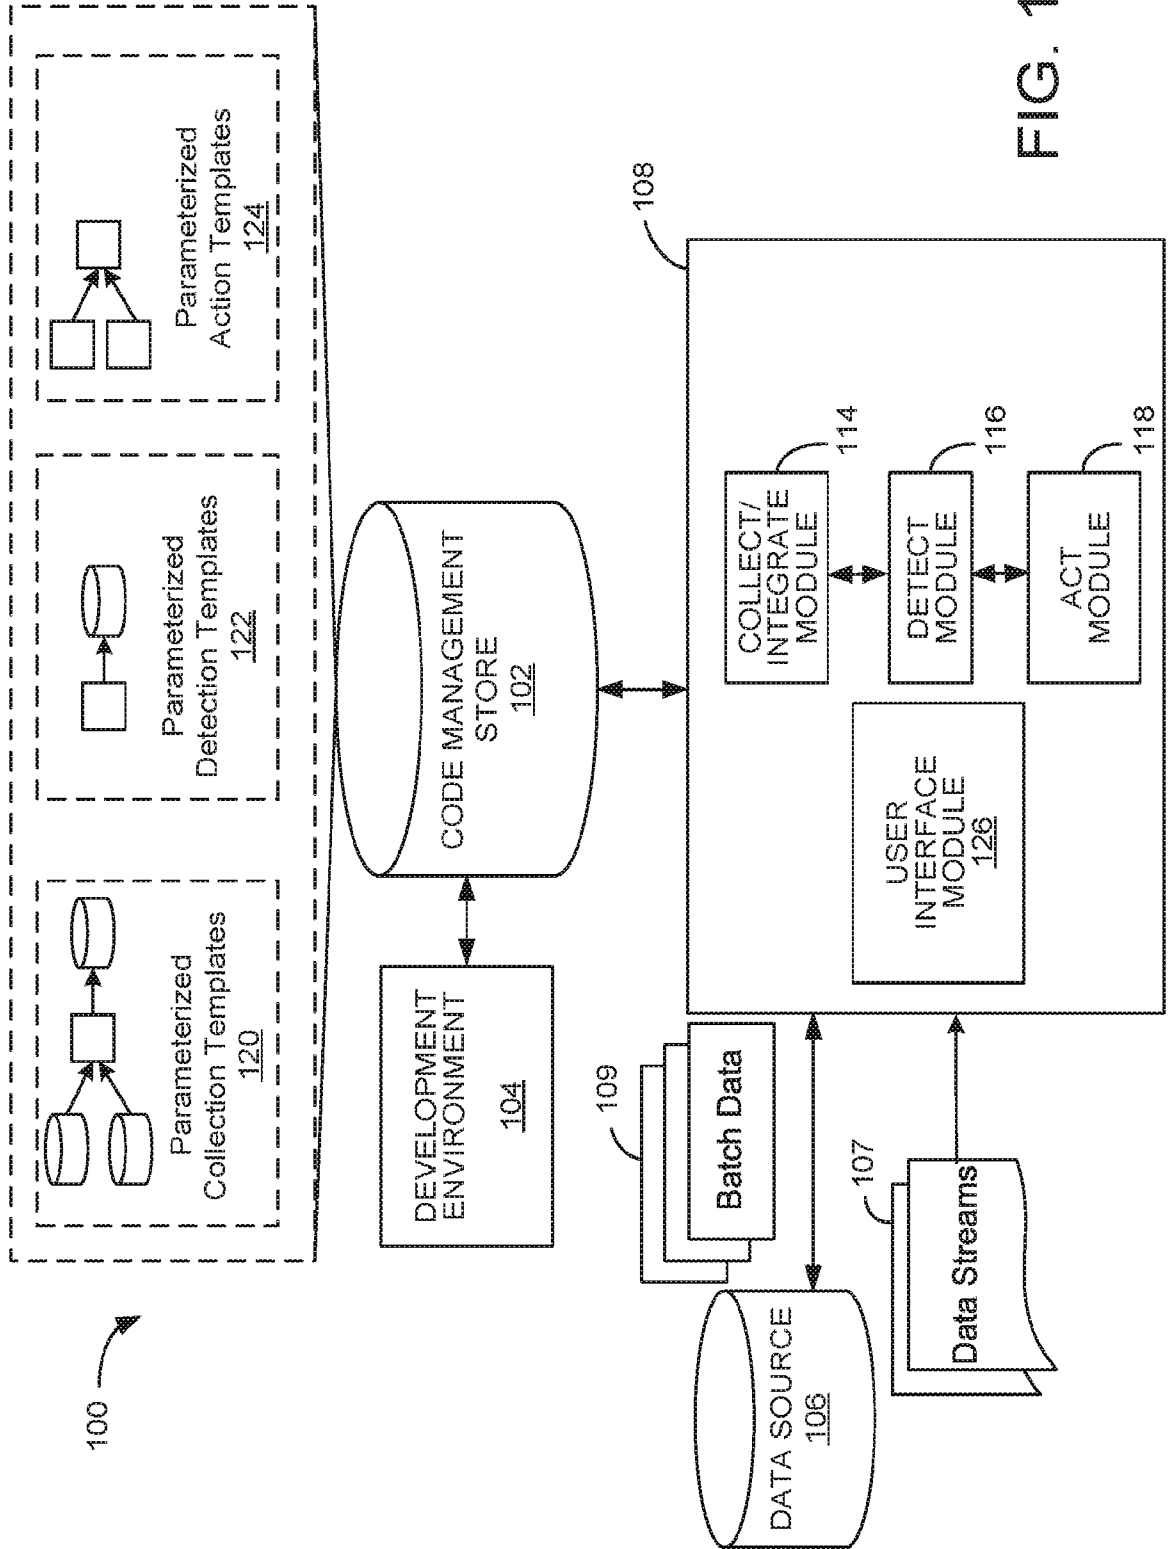 100
Parameterized
Collection Templates
120
Parameterized
Detection Templates
122
Parameterized
Action Templates
124
DEVELOPMENT
ENVIRONMENT
104
CODE MANAGEMENT
STORE
102
DATA SOURCE
106
109
Batch Data
107
Data Streams
108
USER
INTERFACE
MODULE
126
COLLECT/
INTEGRATE
MODULE
114
DETECT
MODULE
116
ACT
MODULE
118
FIG. 1